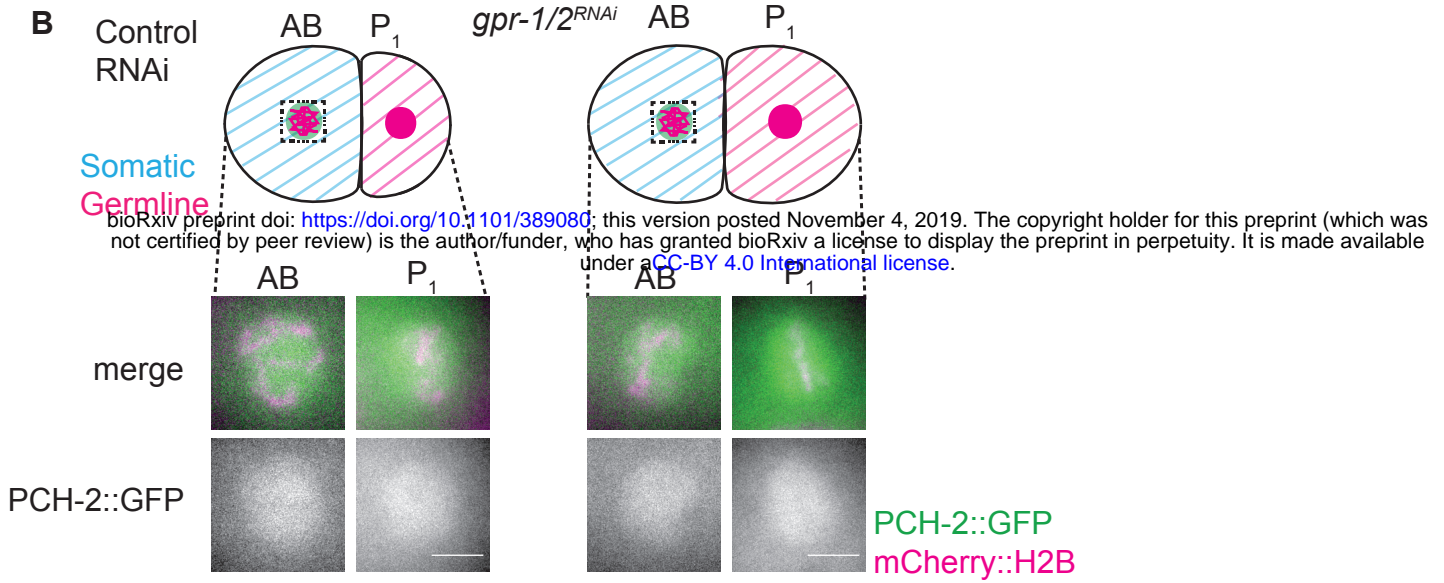 B
Control
RNAi
AB P1
gpr-1/2RNAi
AB P1
Somatic
Germline
bioRxiv preprint doi: https://doi.org/10.1101/389080; this version posted November 4, 2019. The copyright holder for this preprint (which was
not certified by peer review) is the author/funder, who has granted bioRxiv a license to display the preprint in perpetuity. It is made available
under aCC-BY 4.0 International license.
AB P1
AB P1
merge
PCH-2::GFP
PCH-2::GFP
mCherry::H2B